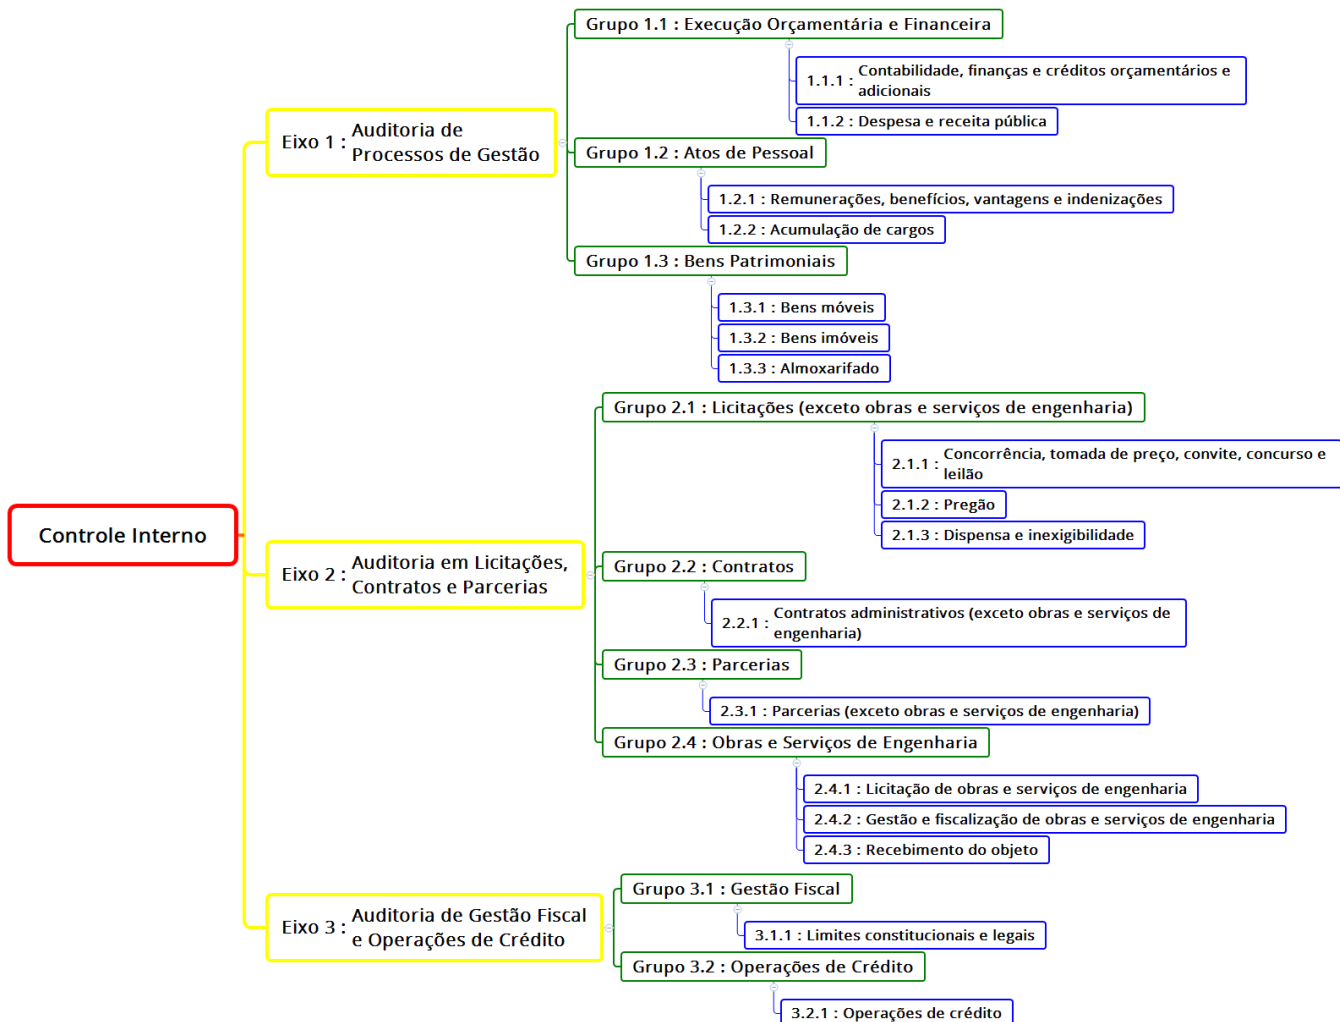 Grupo 1.1 : Execução Orçamentária e Financeira
1.1.1 : Contabilidade, finanças e créditos orçamentários e
adicionais
1.1.2 : Despesa e receita pública
Eixo 1 : Auditoria de
Processos de Gestão
Grupo 1.2 : Atos de Pessoal
1.2.1 : Remunerações, benefícios, vantagens e indenizações
1.2.2 : Acumulação de cargos
Grupo 1.3 : Bens Patrimoniais
1.3.1 : Bens móveis
1.3.2 : Bens imóveis
1.3.3 : Almoxarifado
Grupo 2.1 : Licitações (exceto obras e serviços de engenharia)
2.1.1 : Concorrência, tomada de preço, convite, concurso e
leilão
2.1.2 : Pregão
2.1.3 : Dispensa e inexigibilidade
Controle Interno
Eixo 2 : Auditoria em Licitações,
Contratos e Parcerias
Grupo 2.2 : Contratos
2.2.1 : Contratos administrativos (exceto obras e serviços de
engenharia)
Grupo 2.3 : Parcerias
2.3.1 : Parcerias (exceto obras e serviços de engenharia)
Grupo 2.4 : Obras e Serviços de Engenharia
2.4.1 : Licitação de obras e serviços de engenharia
2.4.2 : Gestão e fiscalização de obras e serviços de engenharia
2.4.3 : Recebimento do objeto
Eixo 3 : Auditoria de Gestão Fiscal
e Operações de Crédito
Grupo 3.1 : Gestão Fiscal
3.1.1 : Limites constitucionais e legais
Grupo 3.2 : Operações de Crédito
3.2.1 : Operações de crédito